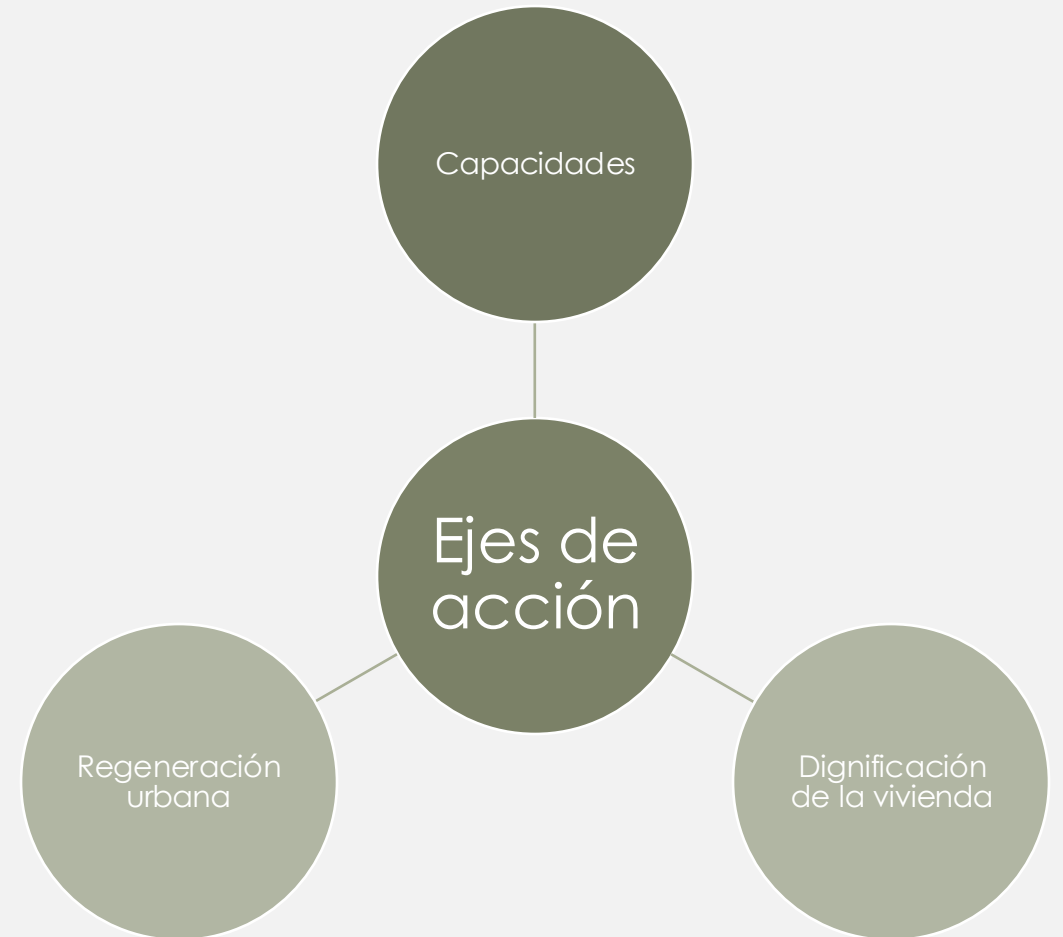 Capacidades
Ejes de
acción
Regeneración
urbana
Dignificación
de la vivienda